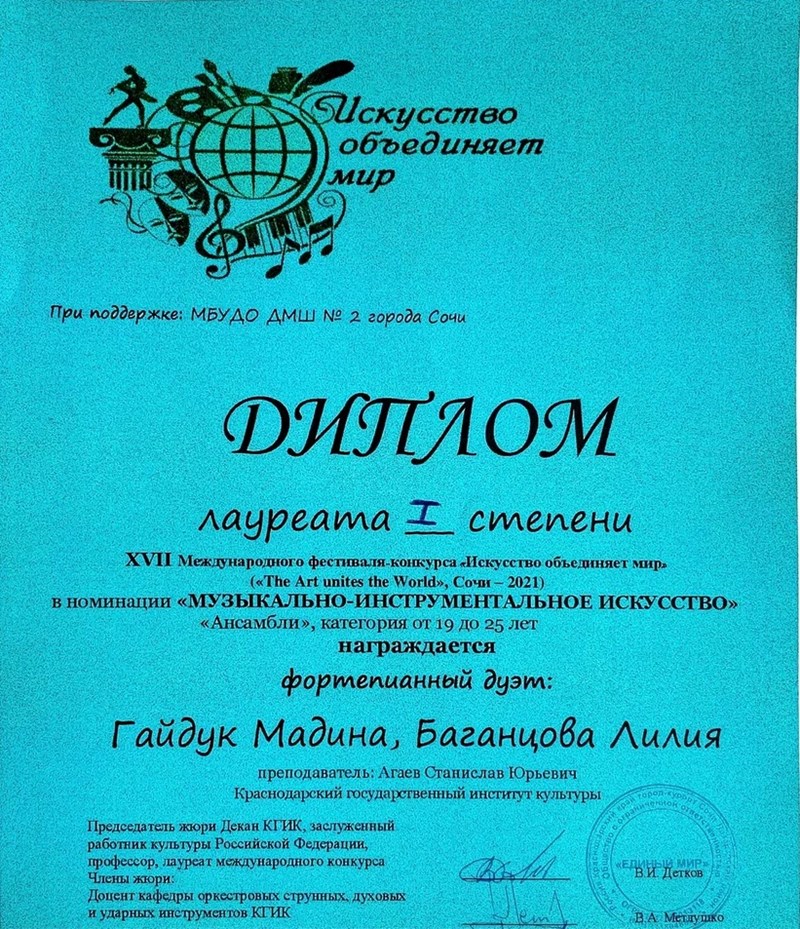 Искусство
объединяет
мир
При поддержке: МБУДО ДМШ № 2 города Сочи
ДИПЛОМ
лауреата I степени
XVII Международного фестиваля-конкурса «Искусство объединяет мир»
(«The Art unites the World», Сочи – 2021)
в номинации «МУЗЫКАЛЬНО-ИНСТРУМЕНТАЛЬНОЕ ИСКУССТВО»
«Ансамбли», категория от 19 до 25 лет
награждается
фортепианный дуэт:
Гайдук Мадина, Баганцова Лилия
преподаватель: Агаев Станислав Юрьевич
Краснодарский государственный институт культуры
Председатель жюри Декан КГИК, заслуженный
работник культуры Российской Федерации,
профессор, лауреат международного конкурса
Члены жюри:
Доцент кафедры оркестровых струнных, духовых
и ударных инструментов КГИК
«ЕДИНЫЙ МИР»
В.И. Детков
В.А. Метлушко